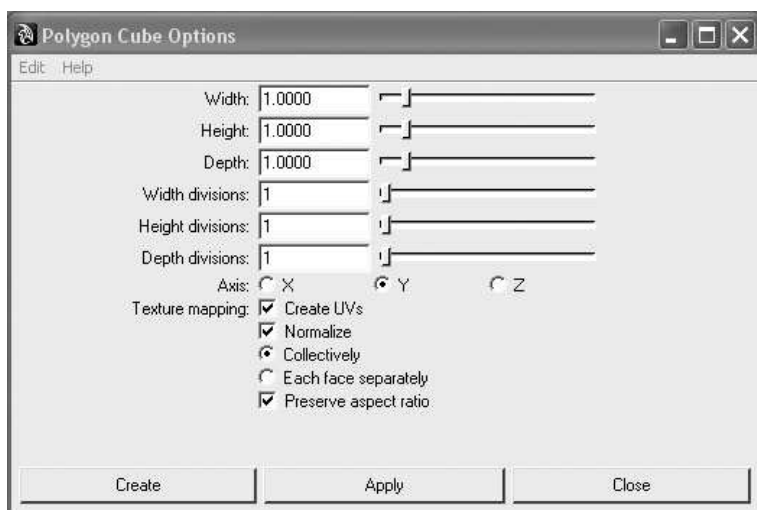 Polygon Cube Options
Edit Help
Width: 1.0000
Height: 1.0000
Depth: 1.0000
Width divisions: 1
Height divisions: 1
Depth divisions: 1
Axis: X Y Z
Texture mapping: Create UVs
Normalize
Collectively
Each face separately
Preserve aspect ratio
Create Apply Close